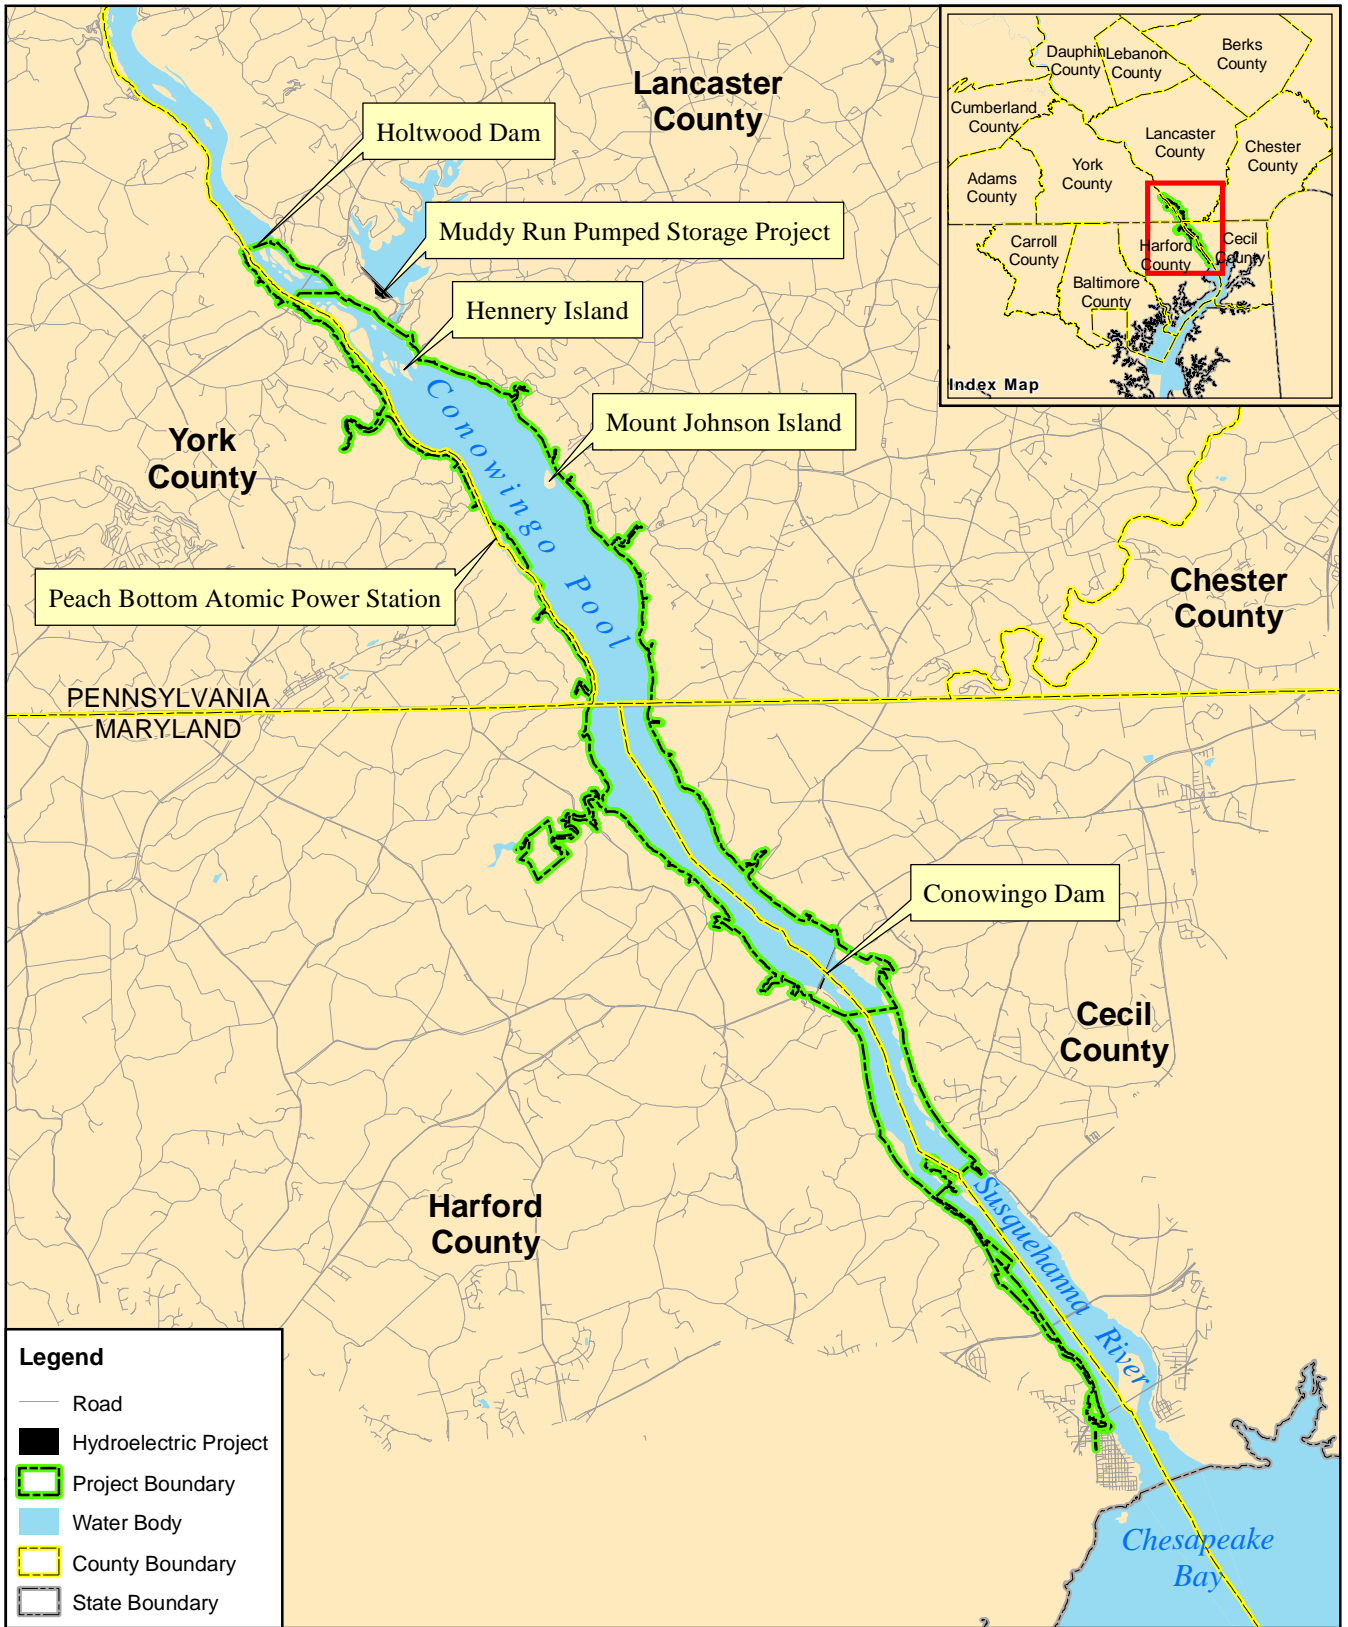 Lancaster
County
Holtwood Dam
Muddy Run Pumped Storage Project
Hennery Island
Mount Johnson Island
York
County
Conowingo Pool
Peach Bottom Atomic Power Station
Chester
County
PENNSYLVANIA
MARYLAND
Conowingo Dam
Cecil
County
Harford
County
Susquehanna River
Chesapeake
Bay
Dauphin
County
Lebanon
County
Berks
County
Cumberland
County
Lancaster
County
Chester
County
York
County
Adams
County
Carroll
County
Harford
County
Cecil
County
Baltimore
County
Index Map
Legend
Road
Hydroelectric Project
Project Boundary
Water Body
County Boundary
State Boundary